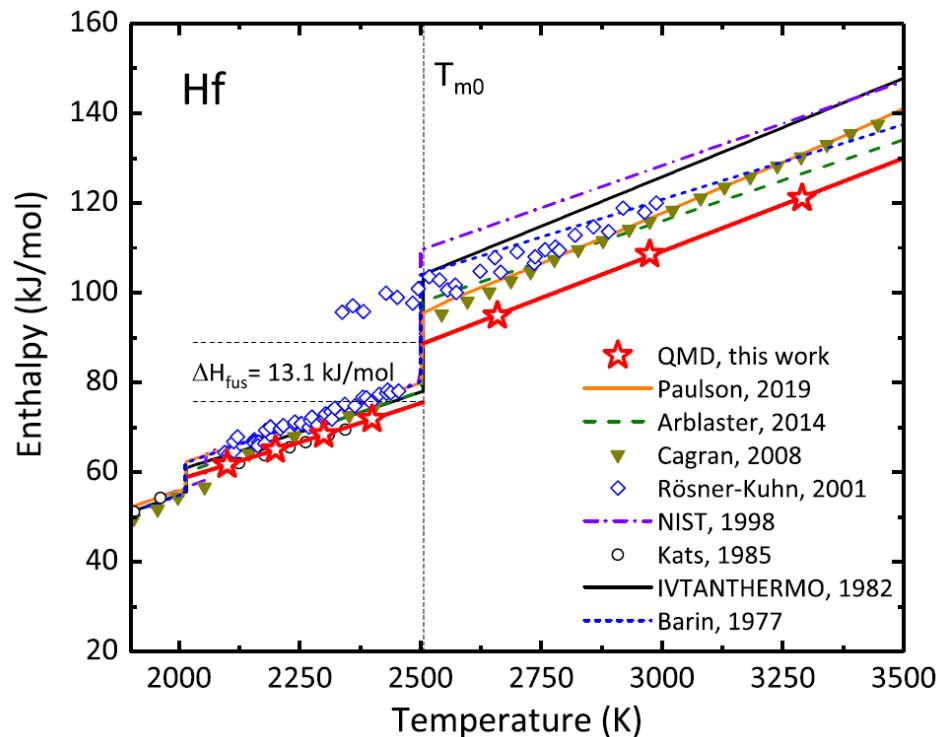 160
140
120
100
80
60
40
20
Enthalpy (kJ/mol)
Hf
Tm0
ΔHfus= 13.1 kJ/mol
QMD, this work
Paulson, 2019
Arblaster, 2014
Cagran, 2008
Rösner-Kuhn, 2001
NIST, 1998
Kats, 1985
IVTANTHERMO, 1982
Barin, 1977
2000 2250 2500 2750 3000 3250 3500
Temperature (K)